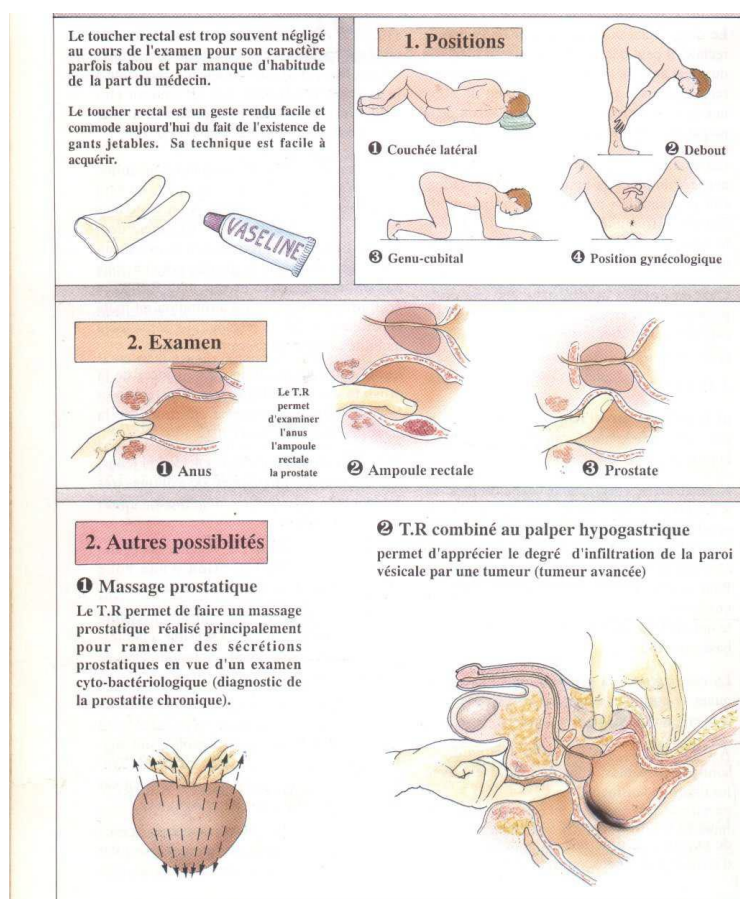 Le toucher rectal est trop souvent négligé
au cours de l'examen pour son caractère
parfois tabou et par manque d'habitude
de la part du médecin.
Le toucher rectal est un geste rendu facile et
commode aujourd'hui du fait de l'existence de
gants jetables. Sa technique est facile à
acquérir.
VASELINE
1. Positions
❶ Couchée latéral
❷ Debout
❸ Genu-cubital
❹ Position gynécologique
2. Examen
❶ Anus
Le T.R
permet
d'examiner
l'anus
l'ampoule
rectale
la prostate
❷ Ampoule rectale
❸ Prostate
2. Autres possiblités
❶ Massage prostatique
Le T.R permet de faire un massage
prostatique réalisé principalement
pour ramener des sécrétions
prostatiques en vue d'un examen
cyto-bactériologique (diagnostic de
la prostatite chronique).
❷ T.R combiné au palper hypogastrique
permet d'apprécier le degré d'infiltration de la paroi
vésicale par une tumeur (tumeur avancée)